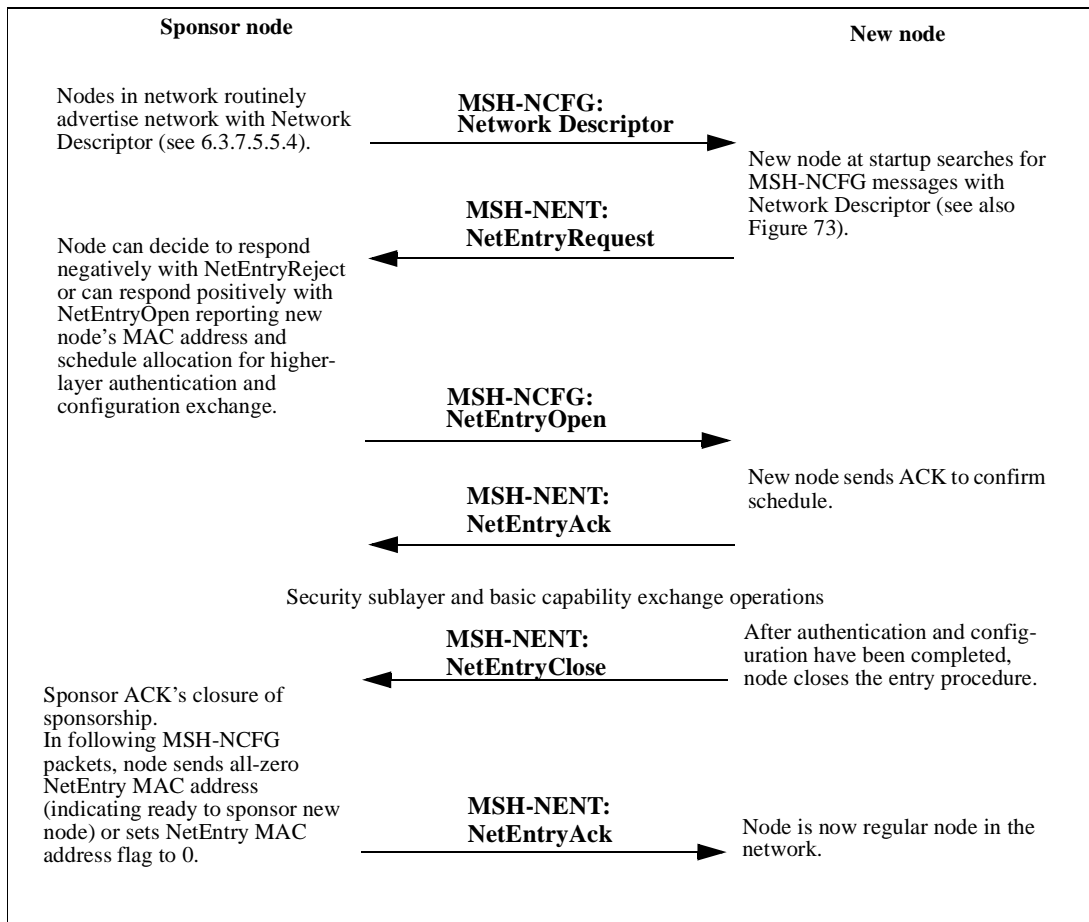 Sponsor node
New node
Nodes in network routinely
advertise network with Network
Descriptor (see 6.3.7.5.5.4).
MSH-NCFG:
Network Descriptor
New node at startup searches for
MSH-NCFG messages with
Network Descriptor (see also
Figure 73).
MSH-NENT:
NetEntryRequest
Node can decide to respond
negatively with NetEntryReject
or can respond positively with
NetEntryOpen reporting new
node’s MAC address and
schedule allocation for higher-
layer authentication and
configuration exchange.
MSH-NCFG:
NetEntryOpen
New node sends ACK to confirm
schedule.
MSH-NENT:
NetEntryAck
Security sublayer and basic capability exchange operations
MSH-NENT:
NetEntryClose
After authentication and config-
uration have been completed,
node closes the entry procedure.
Sponsor ACK’s closure of
sponsorship.
In following MSH-NCFG
packets, node sends all-zero
NetEntry MAC address
(indicating ready to sponsor new
node) or sets NetEntry MAC
address flag to 0.
MSH-NENT:
NetEntryAck
Node is now regular node in the
network.